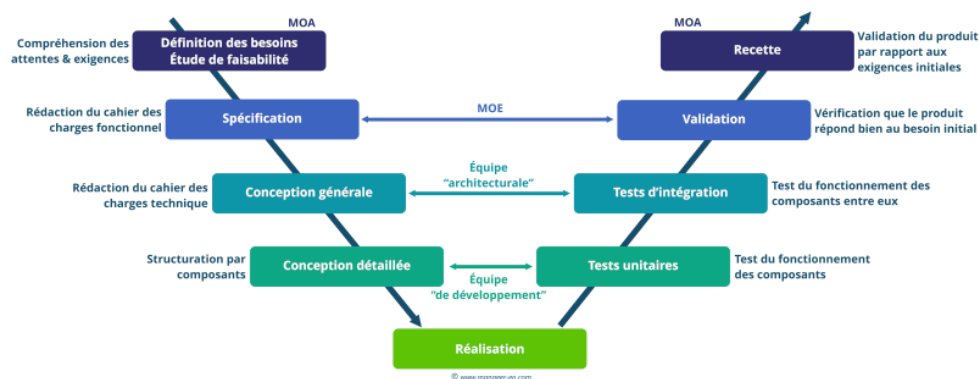 MOA
MOA
Compréhension des
attentes & exigences
Définition des besoins
Étude de faisabilité
Recette
Validation du produit
par rapport aux
exigences initiales
Rédaction du cahier des
charges fonctionnel
Spécification
MOE
Validation
Vérification que le produit
répond bien au besoin initial
Rédaction du cahier des
charges technique
Conception générale
Équipe
“architecturale”
Tests d’intégration
Test du fonctionnement des
composants entre eux
Structuration par
composants
Conception détaillée
Équipe
“de développement”
Tests unitaires
Test du fonctionnement
des composants
Réalisation